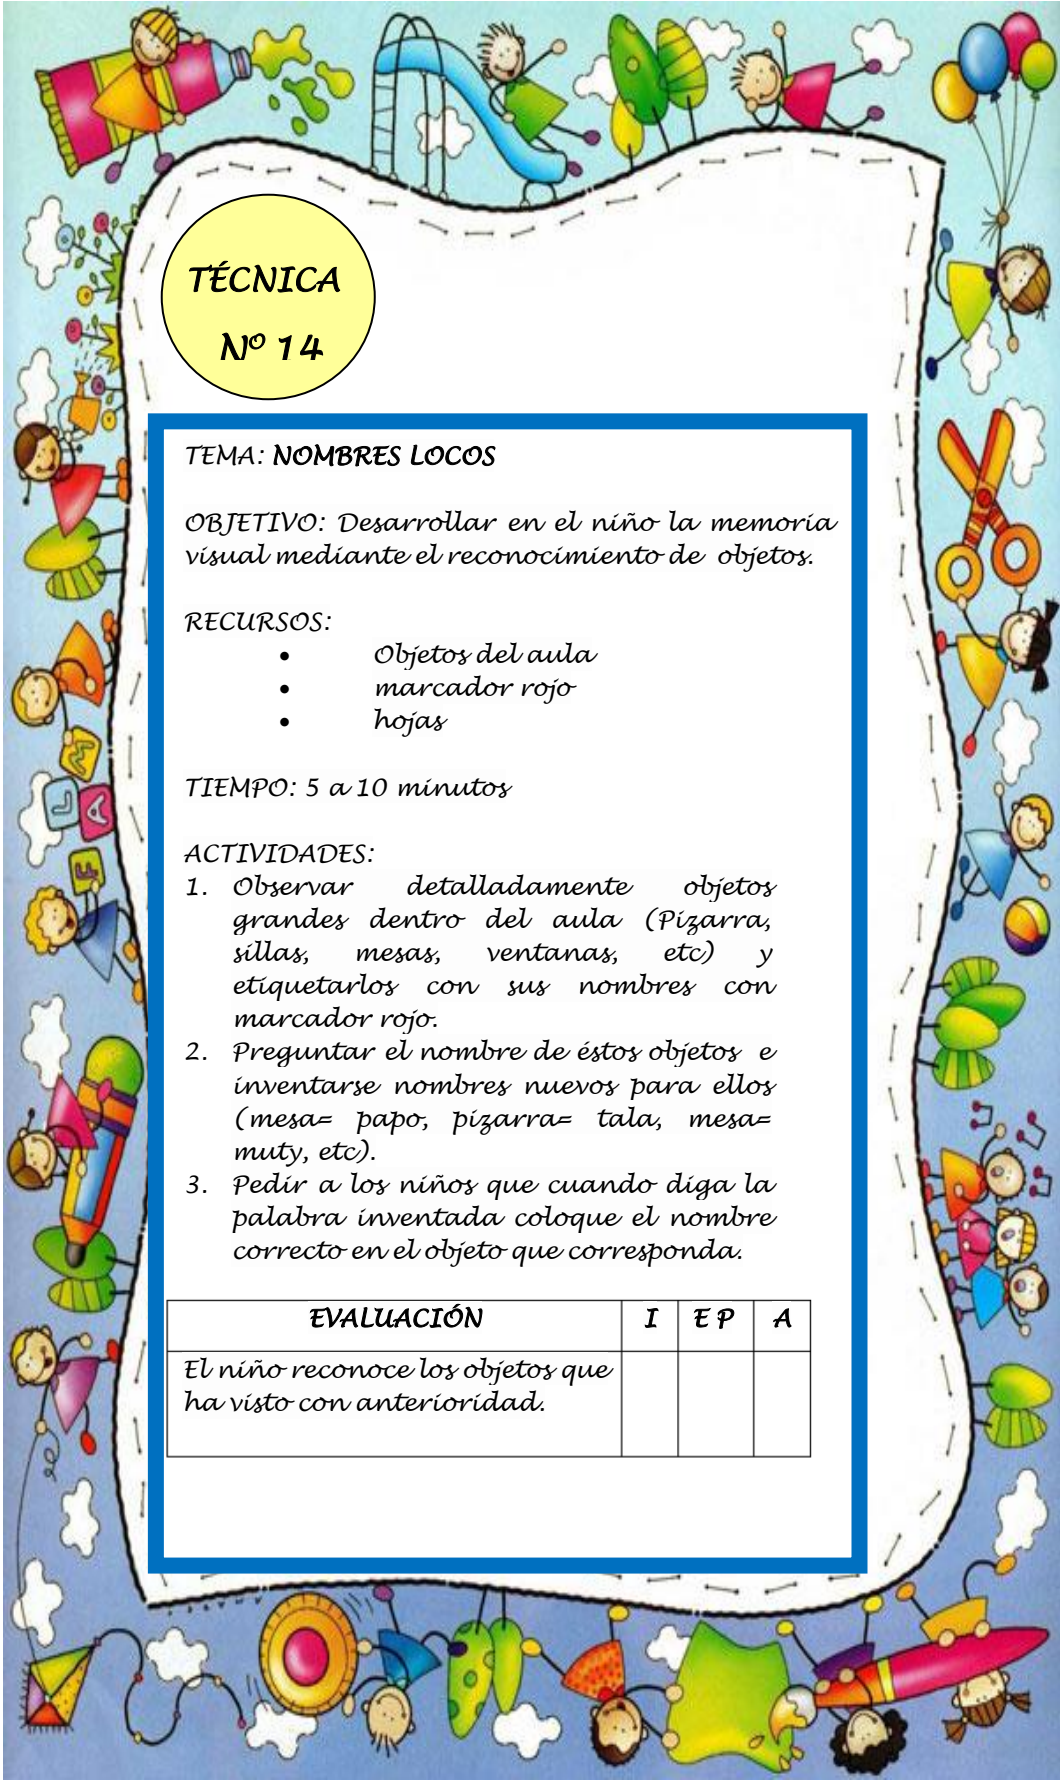 TÉCNICA
Nº 14
TEMA: NOMBRES LOCOS
OBJETIVO: Desarrollar en el niño la memoria
visual mediante el reconocimiento de objetos.
RECURSOS:
• Objetos del aula
• marcador rojo
• hojas
TIEMPO: 5 a 10 minutos
ACTIVIDADES:
1. Observar detalladamente objetos
grandes dentro del aula (Pizarra,
sillas, mesas, ventanas, etc) y
etiquetarlos con sus nombres con
marcador rojo.
2. Preguntar el nombre de éstos objetos e
inventarse nombres nuevos para ellos
(mesa= papo, pizarra= tala, mesa=
muty, etc).
3. Pedir a los niños que cuando diga la
palabra inventada coloque el nombre
correcto en el objeto que corresponda.
EVALUACIÓN I E P A
El niño reconoce los objetos que
ha visto con anterioridad.
M
L
A
F